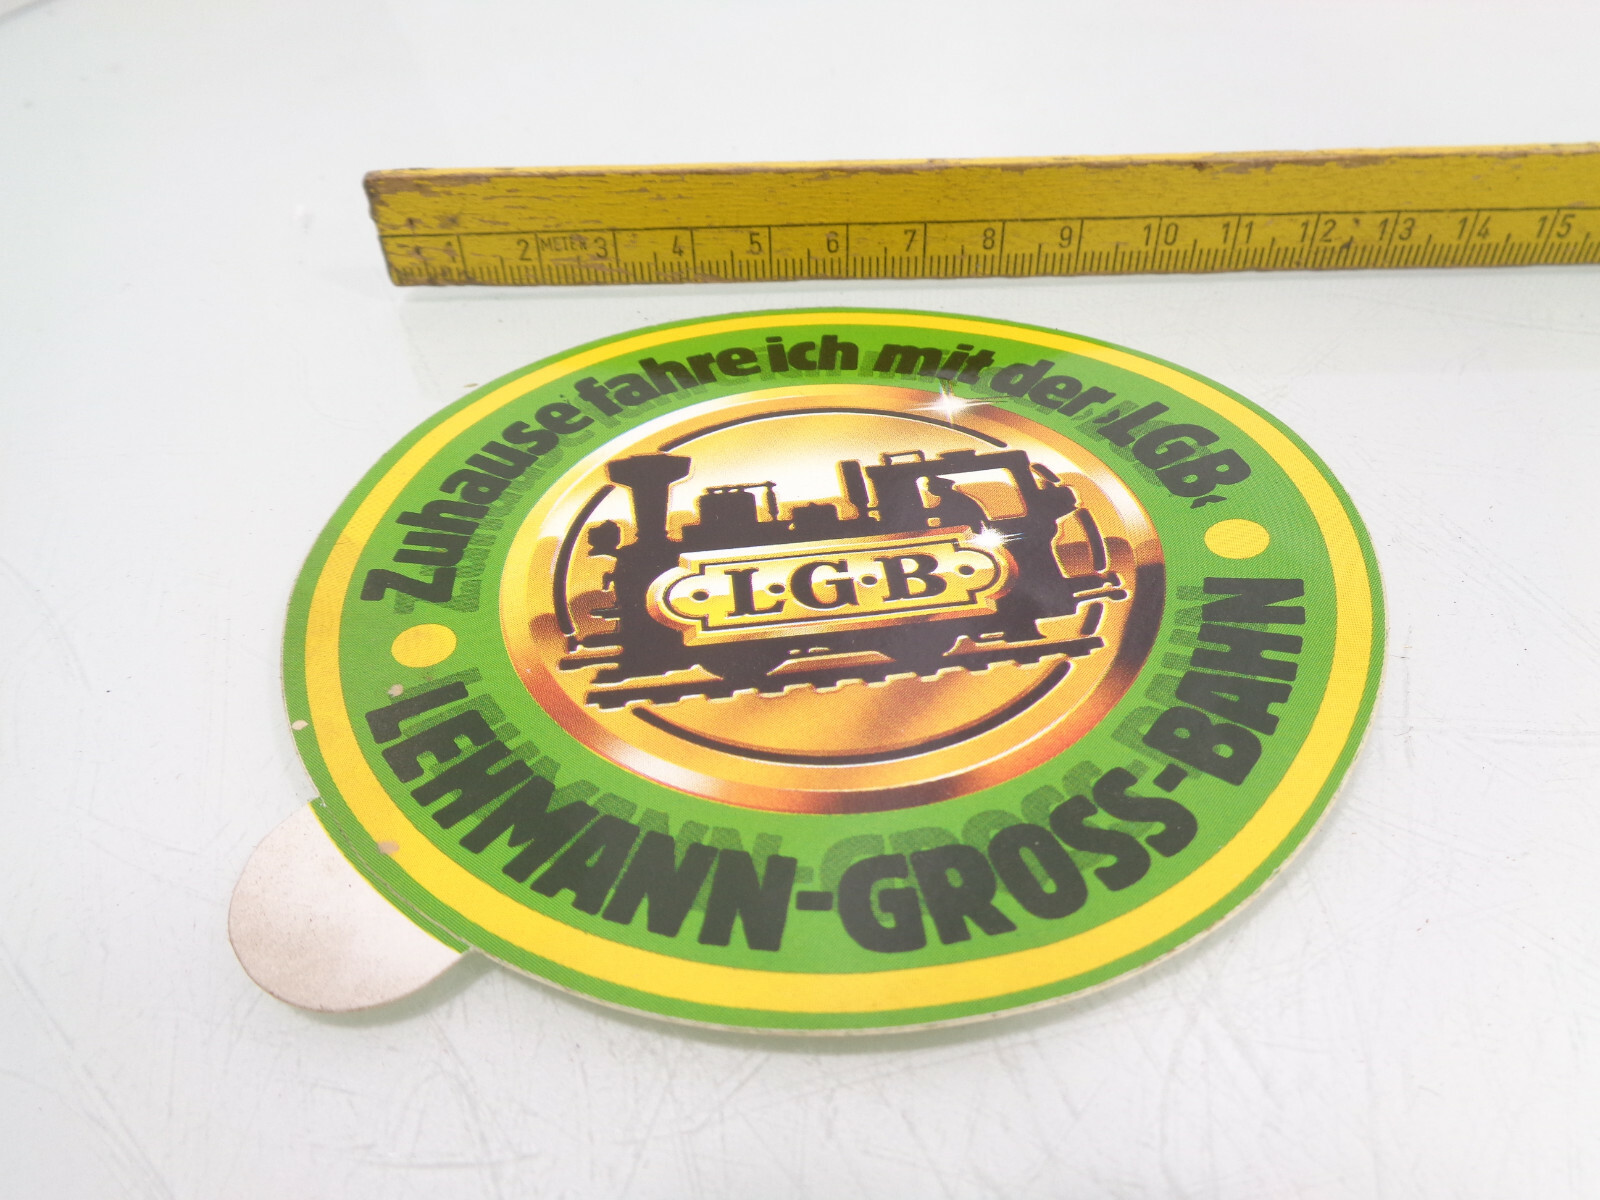 1 2 METER 3 4 5 6 7 8 9 10 11 12 13 14 15
Zuhause fahre ich mit der ›LGB‹
L·G·B
LEHMANN-GROSS-BAHN